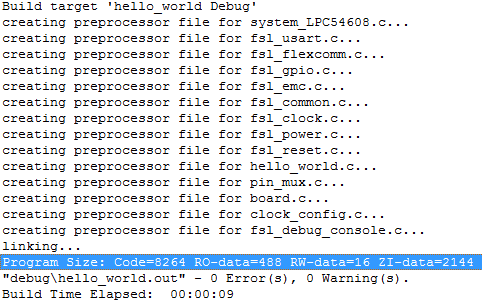 Build target 'hello_world Debug'
creating preprocessor file for system_LPC54608.c...
creating preprocessor file for fsl_usart.c...
creating preprocessor file for fsl_flexcomm.c...
creating preprocessor file for fsl_gpio.c...
creating preprocessor file for fsl_emc.c...
creating preprocessor file for fsl_common.c...
creating preprocessor file for fsl_clock.c...
creating preprocessor file for fsl_power.c...
creating preprocessor file for fsl_reset.c...
creating preprocessor file for hello_world.c...
creating preprocessor file for pin_mux.c...
creating preprocessor file for board.c...
creating preprocessor file for clock_config.c...
creating preprocessor file for fsl_debug_console.c...
linking...
Program Size: Code=8264 RO-data=488 RW-data=16 ZI-data=2144
"debug\hello_world.out" - 0 Error(s), 0 Warning(s).
Build Time Elapsed:  00:00:09